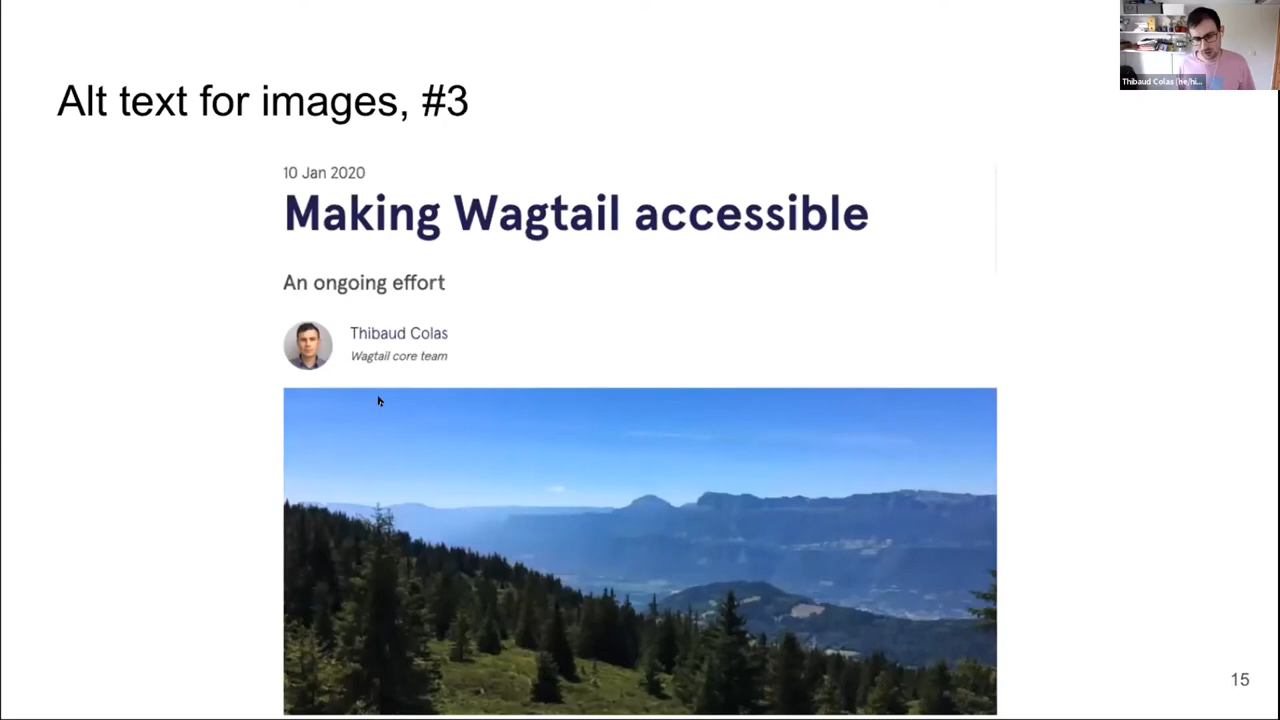 Thibaud Colas (he/hi...
Alt text for images, #3
10 Jan 2020
Making Wagtail accessible
An ongoing effort
Thibaud Colas
Wagtail core team
15